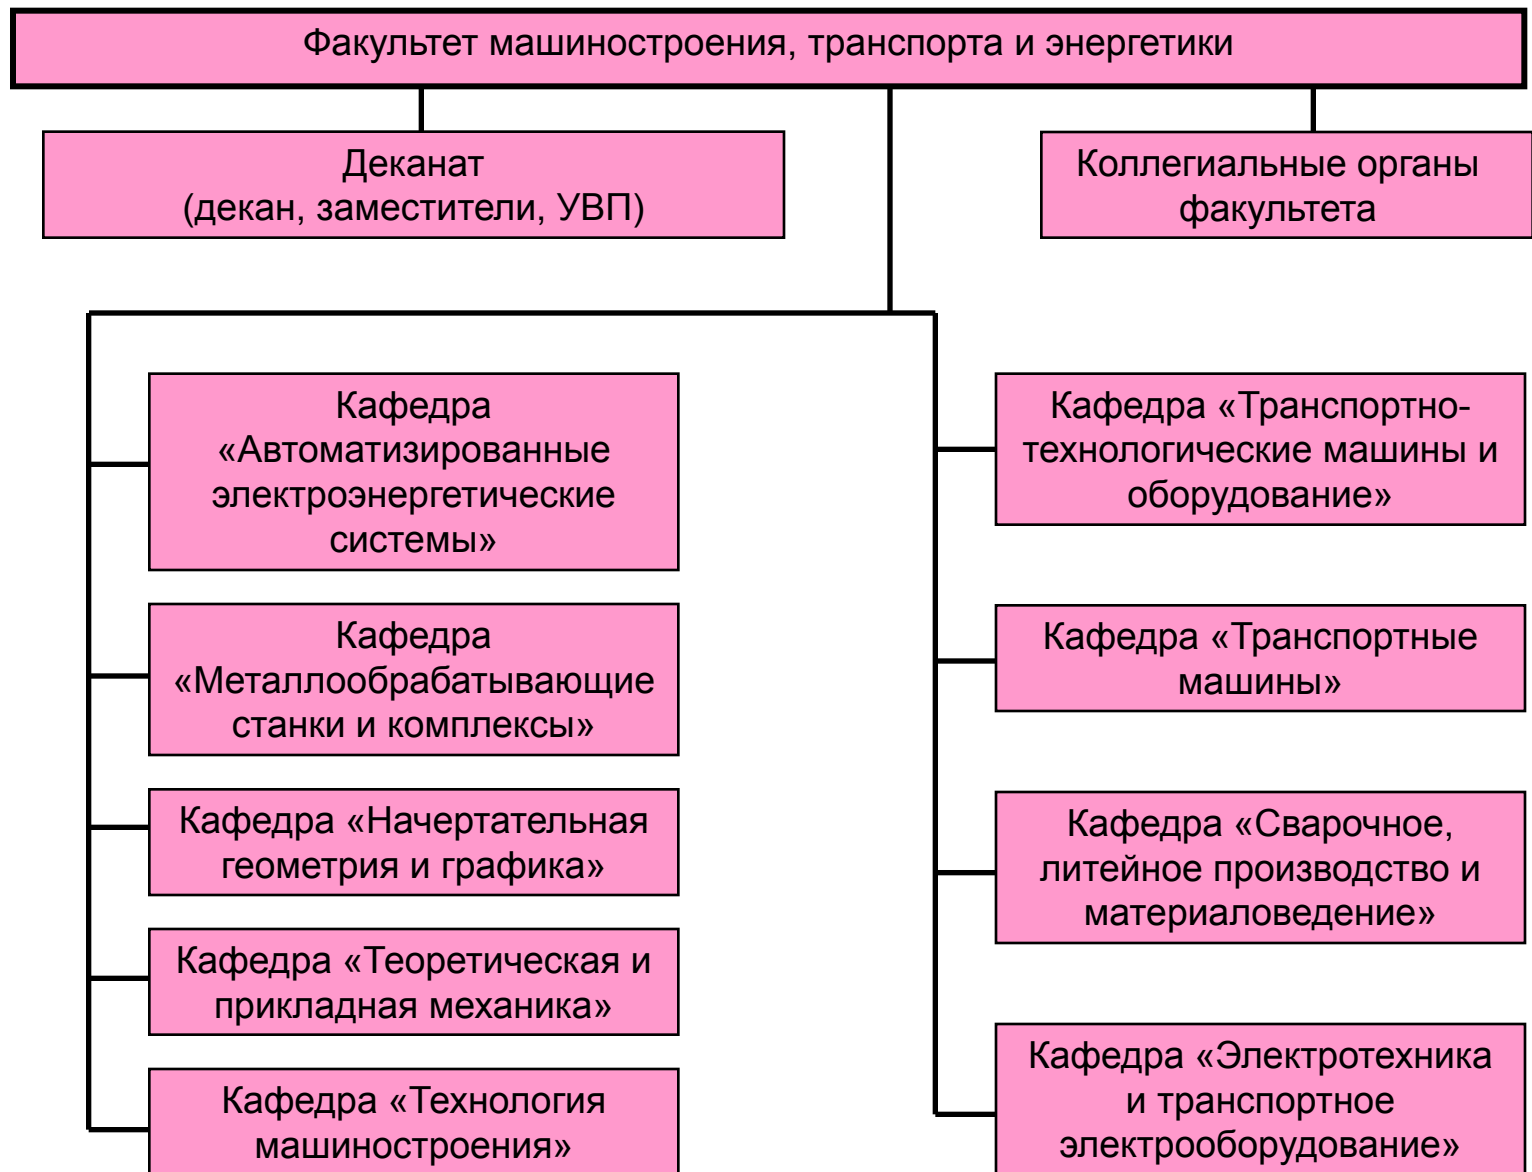 Факультет машиностроения, транспорта и энергетики
Деканат
(декан, заместители, УВП)
Коллегиальные органы
факультета
Кафедра
«Автоматизированные
электроэнергетические
системы»
Кафедра
«Металлообрабатывающие
станки и комплексы»
Кафедра «Начертательная
геометрия и графика»
Кафедра «Теоретическая и
прикладная механика»
Кафедра «Технология
машиностроения»
Кафедра «Транспортно-
технологические машины и
оборудование»
Кафедра «Транспортные
машины»
Кафедра «Сварочное,
литейное производство и
материаловедение»
Кафедра «Электротехника
и транспортное
электрооборудование»